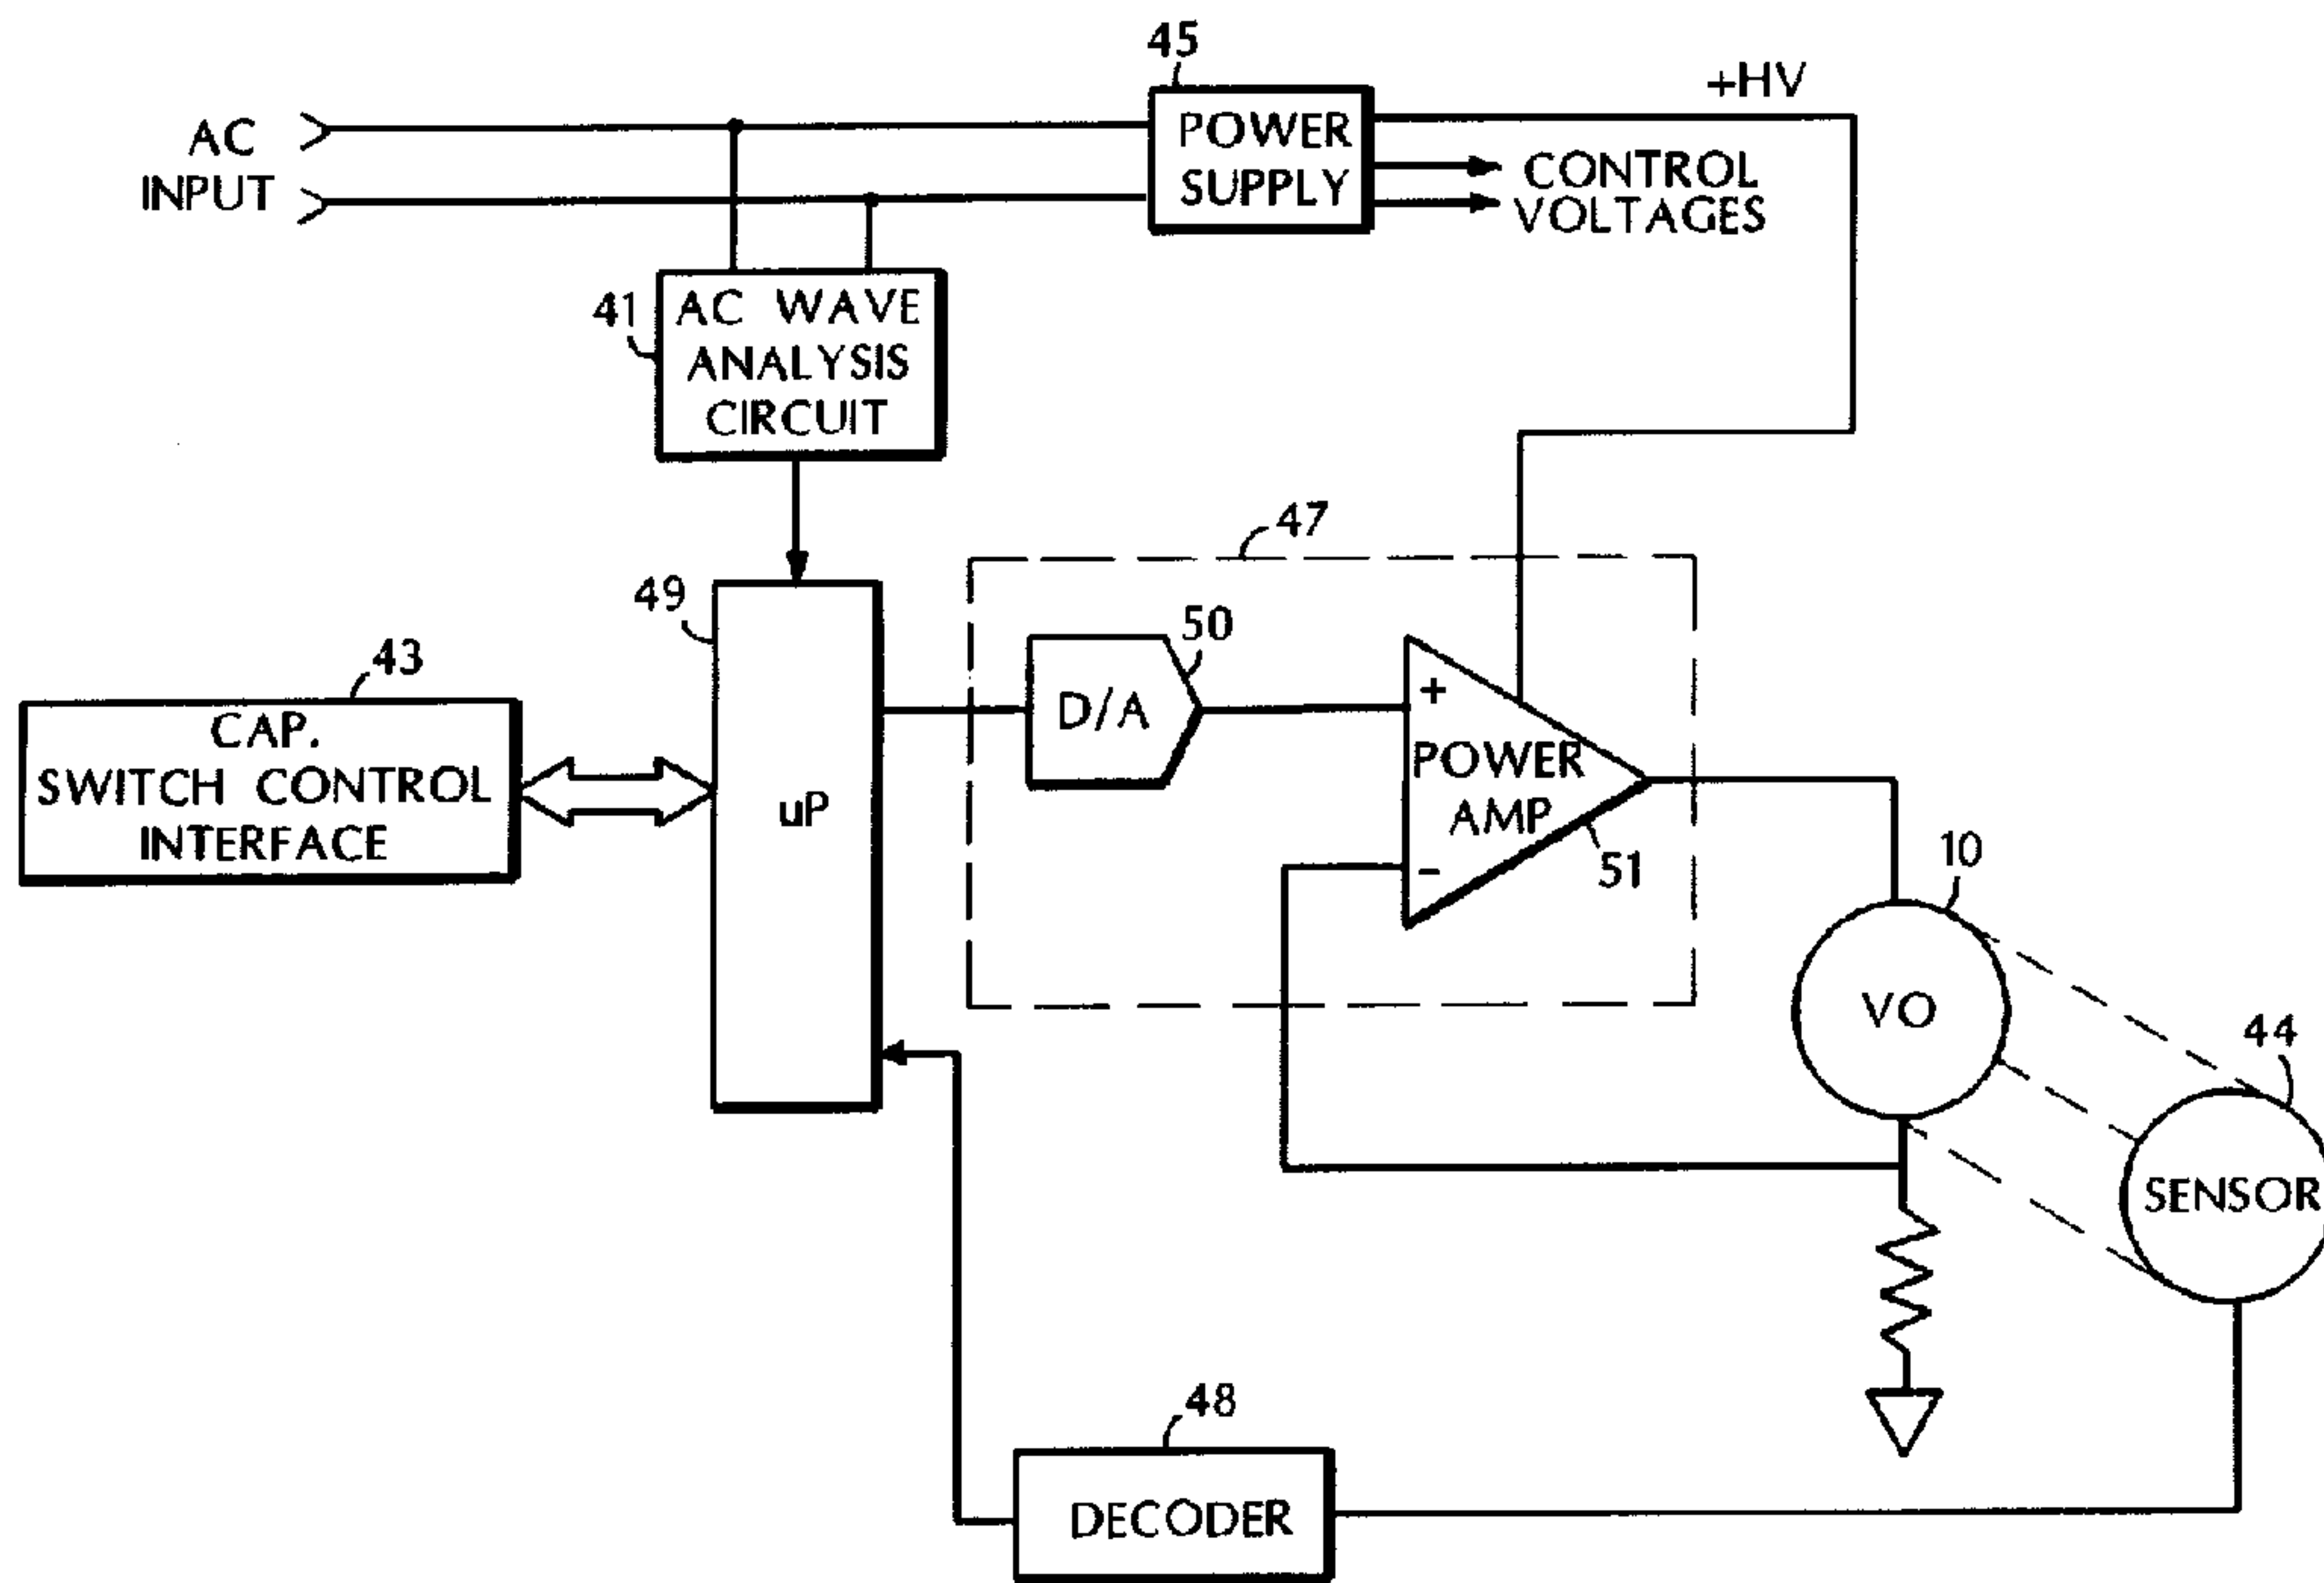 45
+HV
AC
INPUT
POWER
SUPPLY
CONTROL
VOLTAGES
41
AC WAVE
ANALYSIS
CIRCUIT
47
49
50
43
CAP.
SWITCH CONTROL
INTERFACE
uP
D/A
+
POWER
AMP
-
51
10
VO
44
SENSOR
48
DECODER